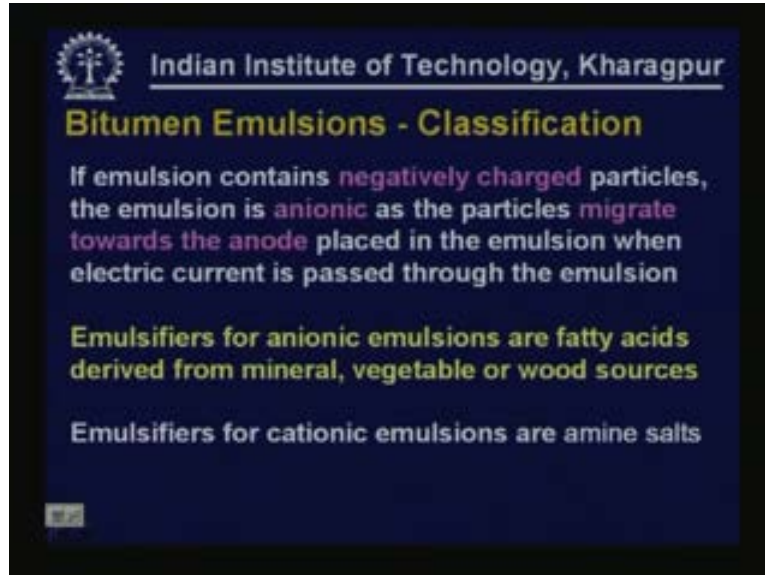 Indian Institute of Technology, Kharagpur
Bitumen Emulsions - Classification
If emulsion contains negatively charged particles,
the emulsion is anionic as the particles migrate
towards the anode placed in the emulsion when
electric current is passed through the emulsion
Emulsifiers for anionic emulsions are fatty acids
derived from mineral, vegetable or wood sources
Emulsifiers for cationic emulsions are amine salts